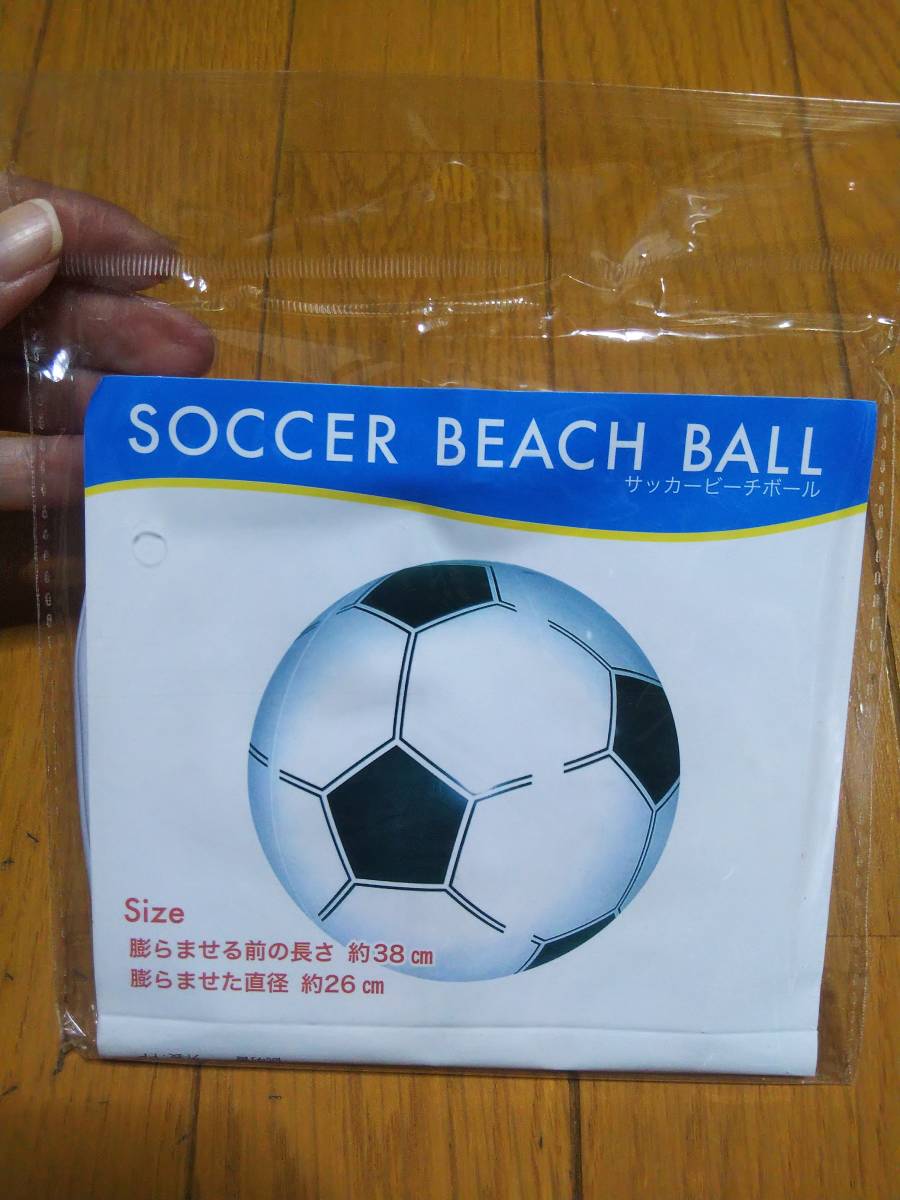 SOCCER BEACH BALL
サッカービーチボール
Size
膨らませる前の長さ 約38㎝
膨らませた直径 約26㎝